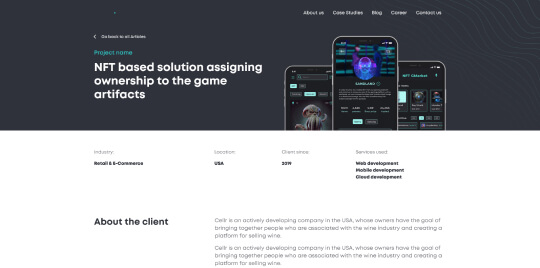 About us Case Studies Blog Career Contact us
Go back to all articles
Project name
NFT based solution assigning
ownership to the game
artifacts
SAMOLAND
NFT
Industry: Location: Client since: Services used:
Retail & E-Commerce USA 2019 Web development
Mobile development
Cloud development
About the client
Cellr is an actively developing company in the USA, whose owners have the goal of
bringing together people who are associated with the wine industry and creating a
platform for selling wine.
Cellr is an actively developing company in the USA, whose owners have the goal of
bringing together people who are associated with the wine industry and creating a
platform for selling wine.